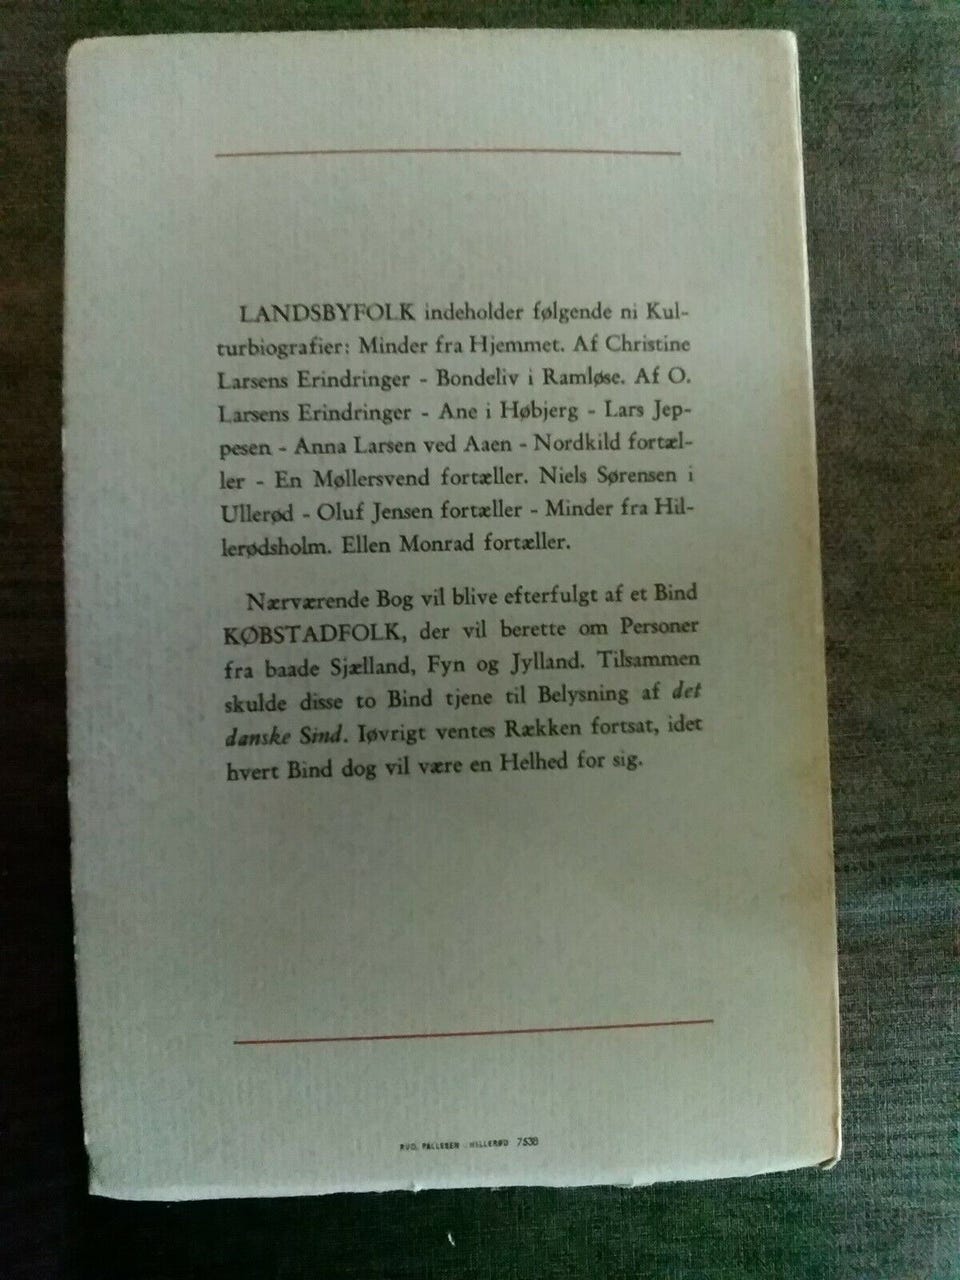 LANDSBYFOLK indeholder følgende ni Kul-
turbiografier: Minder fra Hjemmet. Af Christine
Larsens Erindringer - Bondeliv i Ramløse. Af O.
Larsens Erindringer - Ane i Høbjerg - Lars Jep-
pesen - Anna Larsen ved Aaen - Nordkild fortæl-
ler - En Møllersvend fortæller. Niels Sørensen i
Ullerød - Oluf Jensen fortæller - Minder fra Hil-
lerødsholm. Ellen Monrad fortæller.
Nærværende Bog vil blive efterfulgt af et Bind
KØBSTADFOLK, der vil berette om Personer
fra baade Sjælland, Fyn og Jylland. Tilsammen
skulde disse to Bind tjene til Belysning af det
danske Sind. Iøvrigt ventes Rækken fortsat, idet
hvert Bind dog vil være en Helhed for sig.
RUD. PALLESEN - HILLERØD 7538